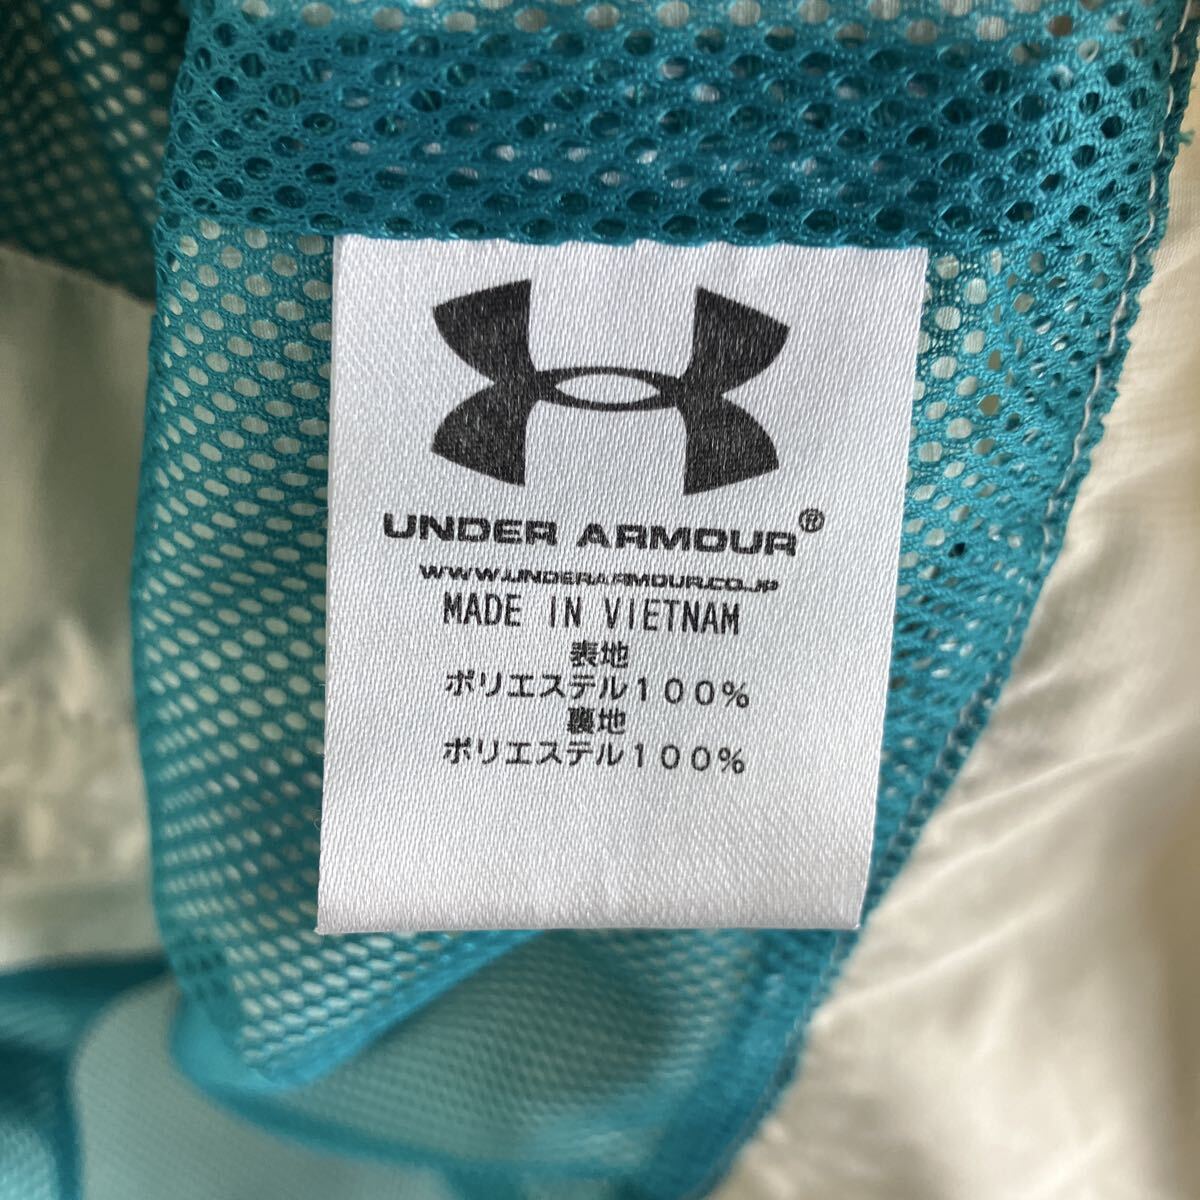 UNDER ARMOUR®
WWW.UNDERARMOUR.CO.JP
MADE IN VIETNAM
表地
ポリエステル100%
裏地
ポリエステル100%